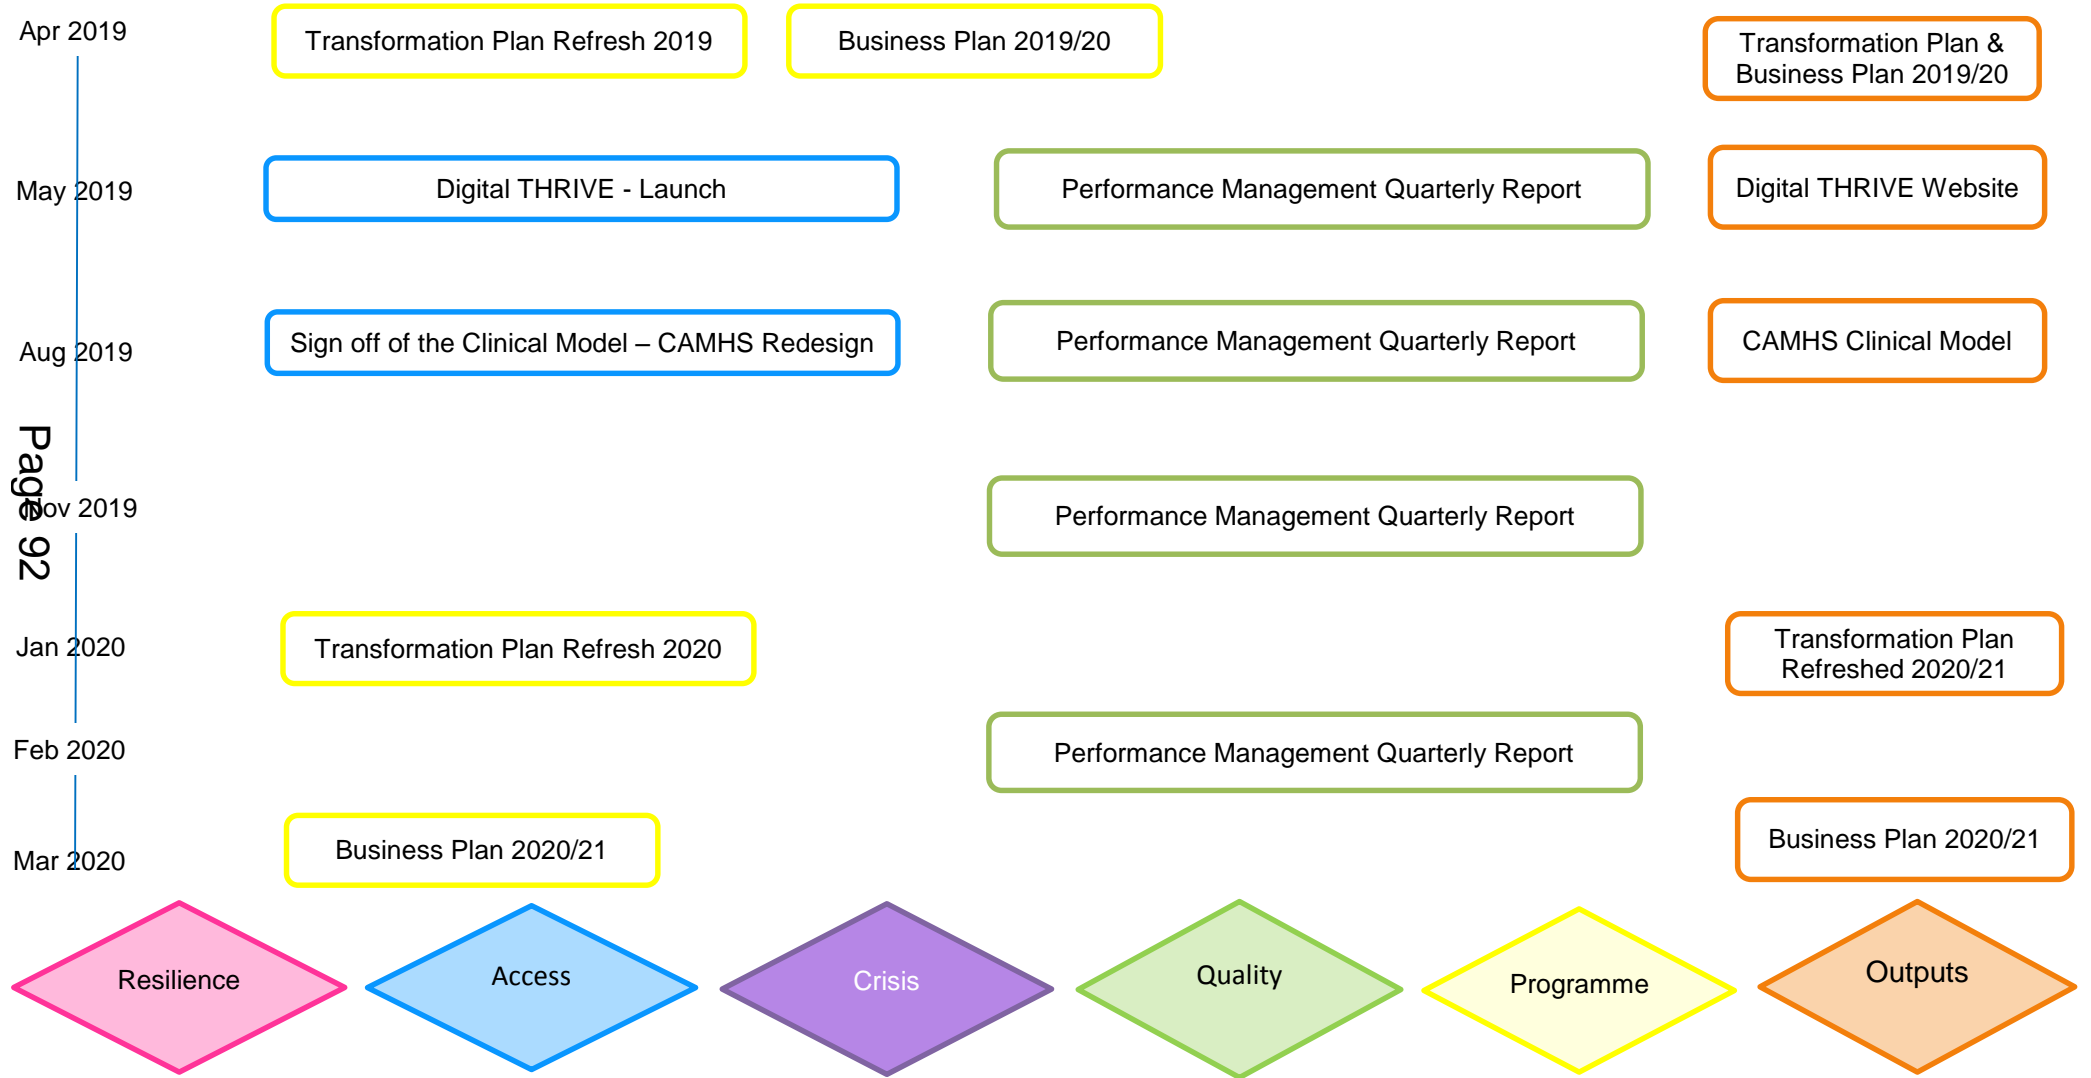 Apr 2019
Transformation Plan Refresh 2019
Business Plan 2019/20
Transformation Plan &
Business Plan 2019/20
May 2019
Digital THRIVE - Launch
Performance Management Quarterly Report
Digital THRIVE Website
Aug 2019
Sign off of the Clinical Model – CAMHS Redesign
Performance Management Quarterly Report
CAMHS Clinical Model
Page 92
Nov 2019
Performance Management Quarterly Report
Jan 2020
Transformation Plan Refresh 2020
Transformation Plan
Refreshed 2020/21
Feb 2020
Performance Management Quarterly Report
Mar 2020
Business Plan 2020/21
Business Plan 2020/21
Resilience
Access
Crisis
Quality
Programme
Outputs